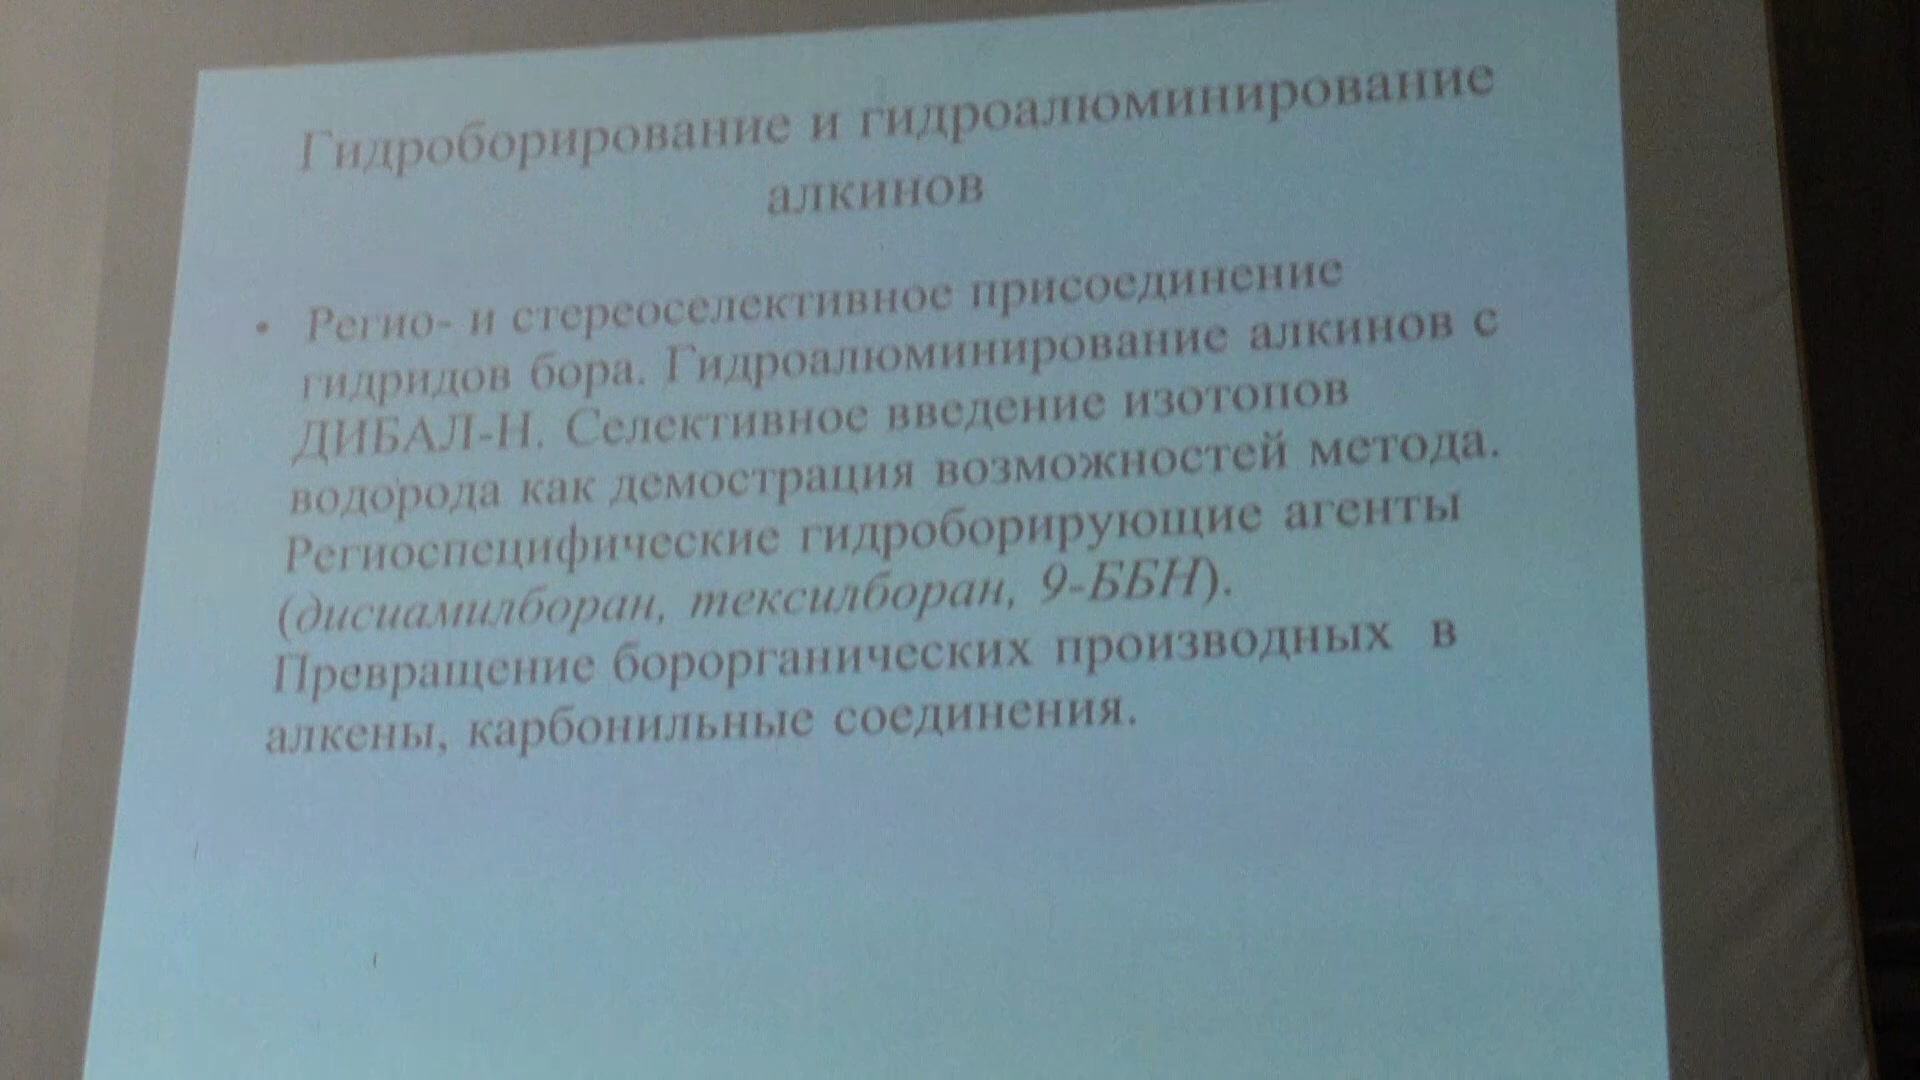 Гидроборирование и гидроалюминирование
алкинов
• Регио- и стереоселективное присоединение
гидридов бора. Гидроалюминирование алкинов с
ДИБАЛ-Н. Селективное введение изотопов
водорода как демострация возможностей метода.
Региоспецифические гидроборирующие агенты
(дисиамилборан, тексилборан, 9-ББН).
Превращение борорганических производных в
алкены, карбонильные соединения.